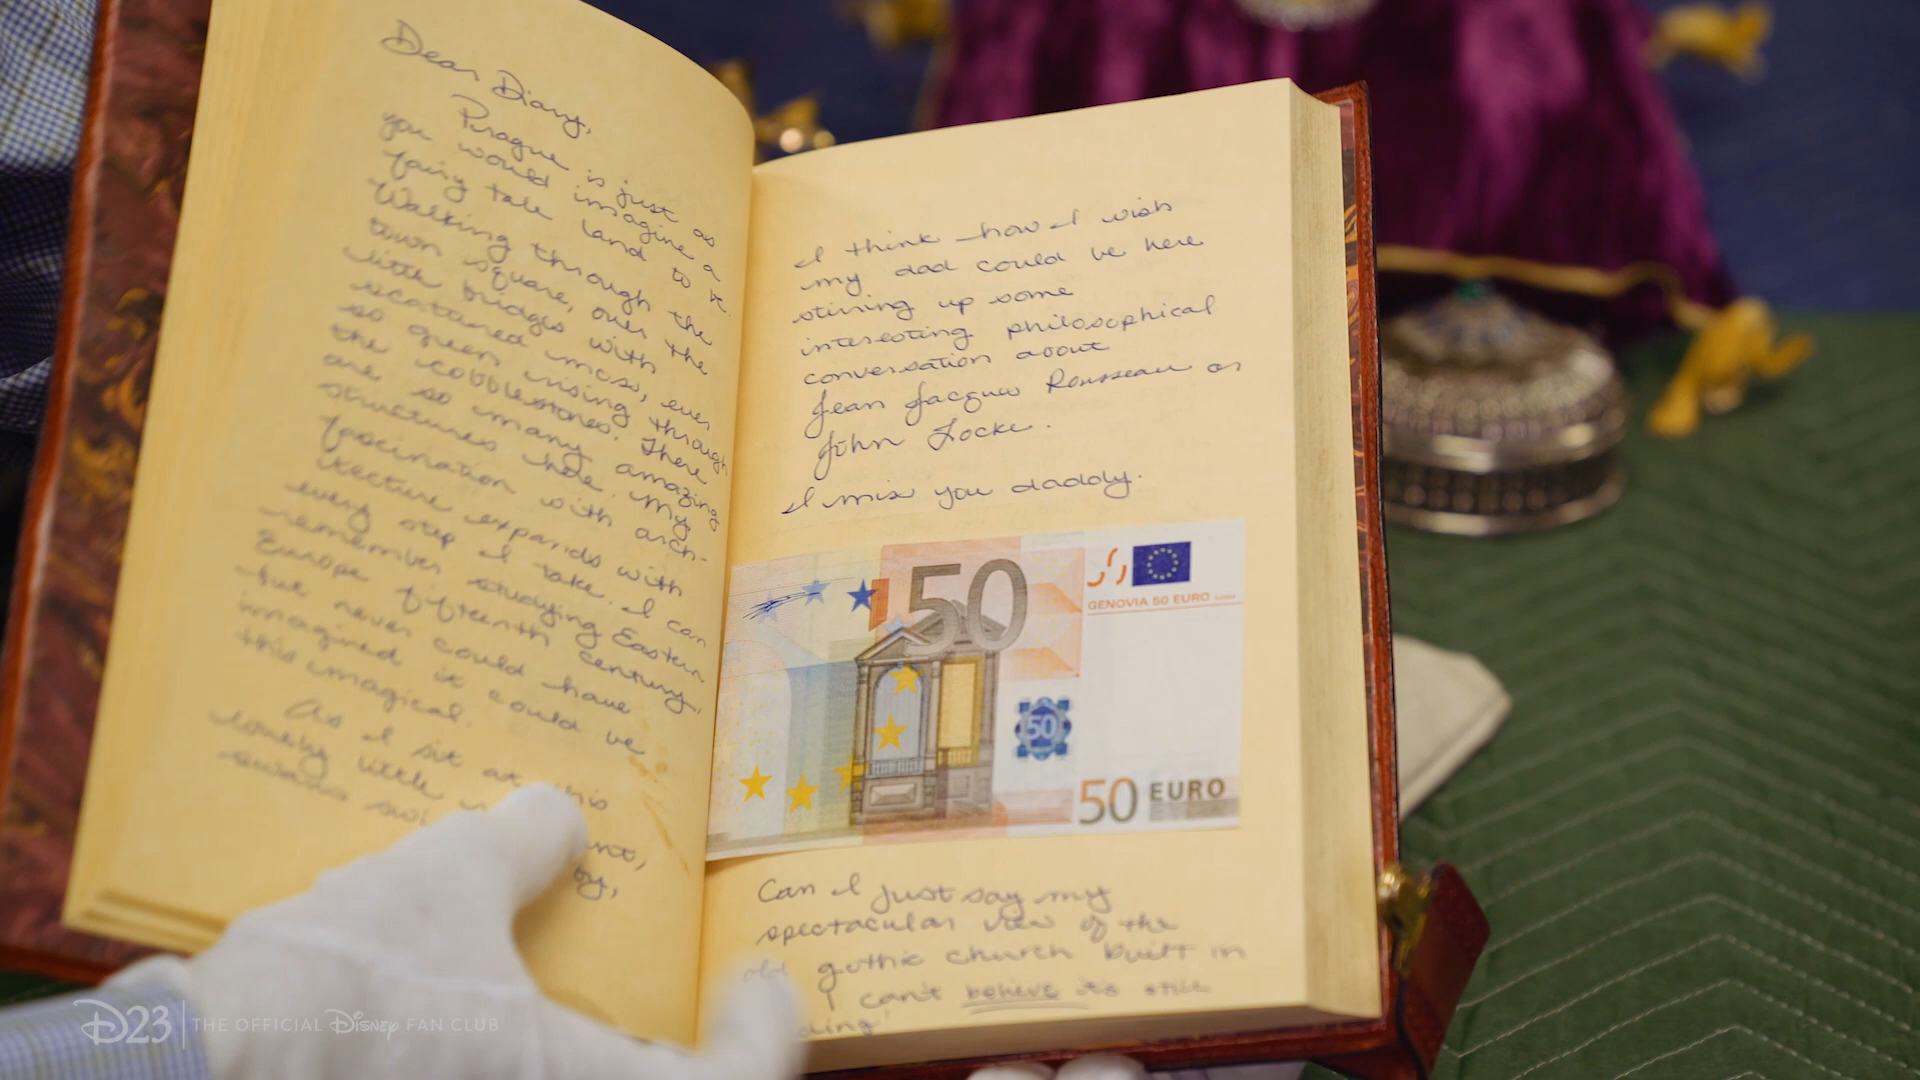 Dear Diary,
Prague is just as
you would imagine a
fairy tale land to be.
Walking through the
town square, over the
little bridges with
scattered moss, ever
so green rising through
the cobblestones. There
are so many amazing
structures here. My
fascination with arch-
itecture expands with
every step I take. I can
remember studying Eastern
Europe fifteenth century,
but never could have
imagined it could be
this magical.
As I sit at this
lovely little
swans
by,
I think how I wish
my dad could be here
stirring up some
interesting philosophical
conversation about
Jean Jacques Rousseau or
John Locke.
I miss you daddy.
50
GENOVIA 50 EURO
50
50 EURO
Can I just say my
spectacular view of the
old gothic church built in
I can't believe it's still
D23 THE OFFICIAL Disney FAN CLUB